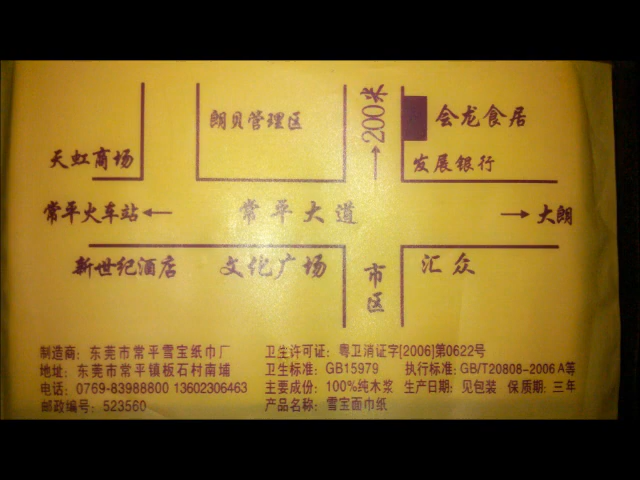 朗贝管理区
200米
会龙食居
天虹商场
发展银行
常平火车站
常平大道
大朗
新世纪酒店
文化广场
市区
汇众
制造商：东莞市常平雪宝纸巾厂
卫生许可证：粤卫消证字[2006]第0622号
地址：东莞市常平镇板石村南埔
卫生标准：GB15979 执行标准：GB/T20808-2006A等
电话：0769-83988800 13602306463
主要成份：100%纯木浆 生产日期：见包装 保质期：三年
邮政编号：523560
产品名称：雪宝面巾纸